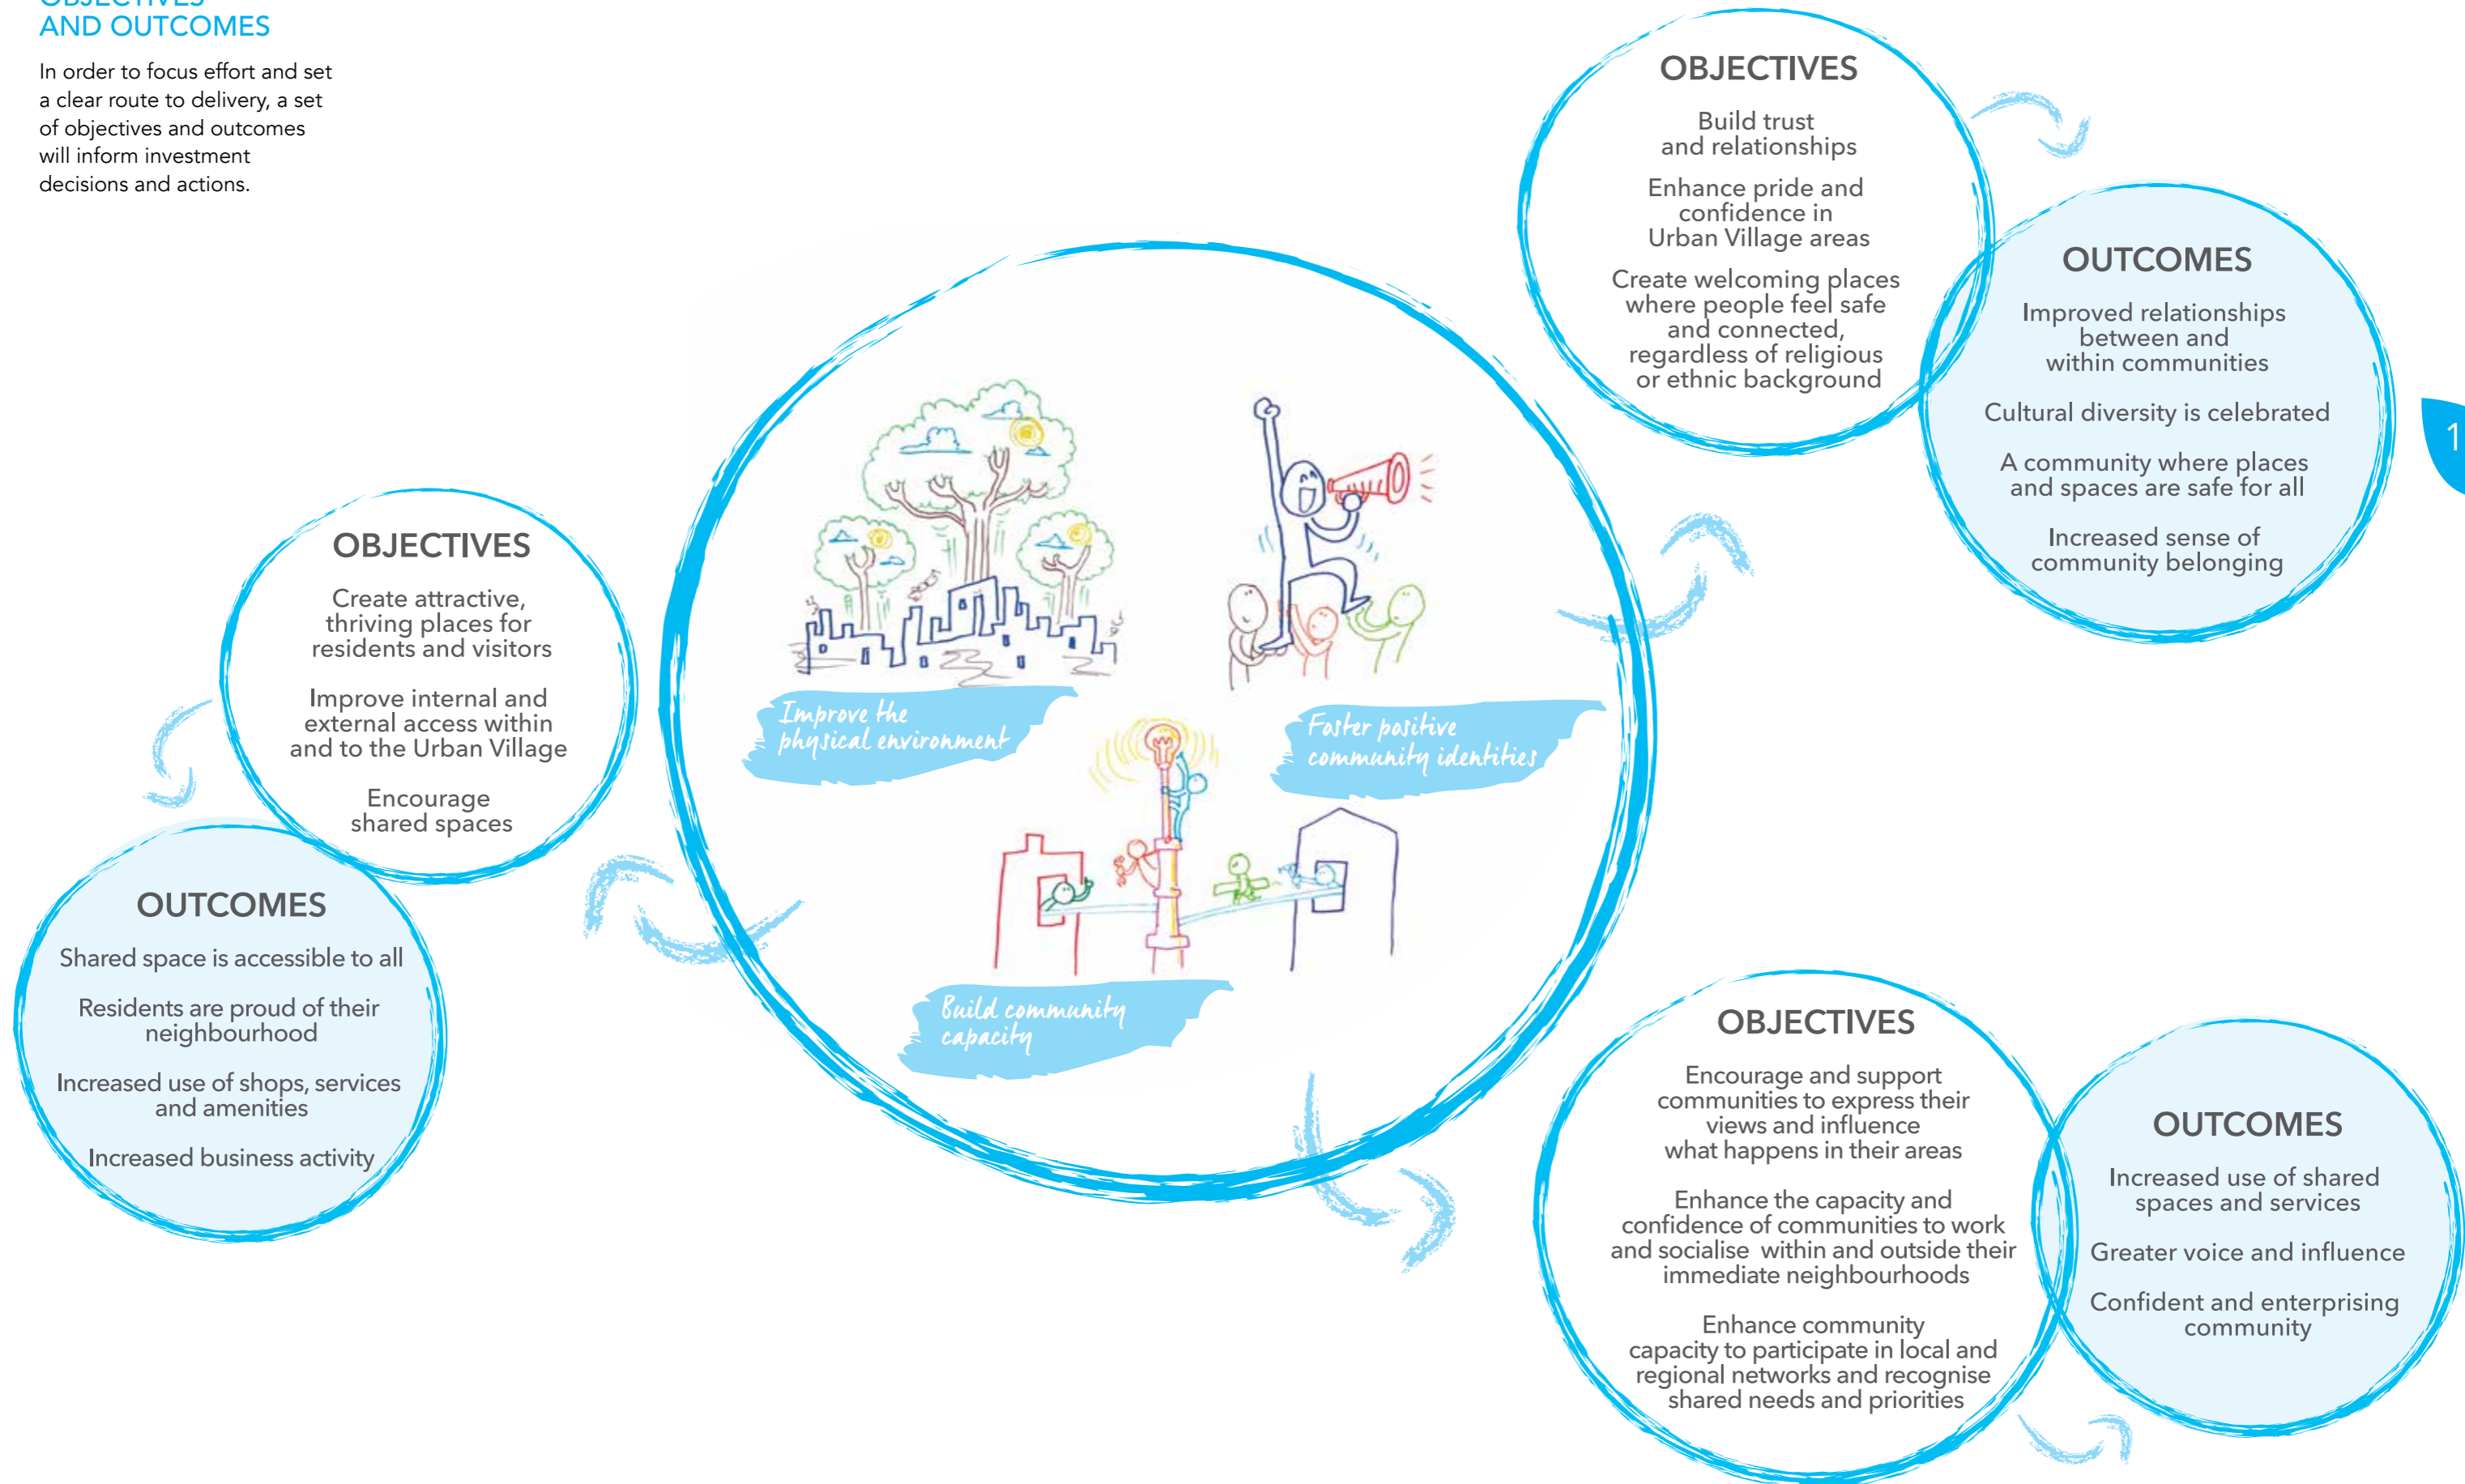 OBJECTIVES
AND OUTCOMES
In order to focus effort and set
a clear route to delivery, a set
of objectives and outcomes
will inform investment
decisions and actions.
OBJECTIVES
Create attractive,
thriving places for
residents and visitors
Improve internal and
external access within
and to the Urban Village
Encourage
shared spaces
OUTCOMES
Shared space is accessible to all
Residents are proud of their
neighbourhood
Increased use of shops, services
and amenities
Increased business activity
Improve the
physical environment
Foster positive
community identities
Build community
capacity
OBJECTIVES
Build trust
and relationships
Enhance pride and
confidence in
Urban Village areas
Create welcoming places
where people feel safe
and connected,
regardless of religious
or ethnic background
OUTCOMES
Improved relationships
between and
within communities
Cultural diversity is celebrated
A community where places
and spaces are safe for all
Increased sense of
community belonging
1
OBJECTIVES
Encourage and support
communities to express their
views and influence
what happens in their areas
Enhance the capacity and
confidence of communities to work
and socialise within and outside their
immediate neighbourhoods
Enhance community
capacity to participate in local and
regional networks and recognise
shared needs and priorities
OUTCOMES
Increased use of shared
spaces and services
Greater voice and influence
Confident and enterprising
community